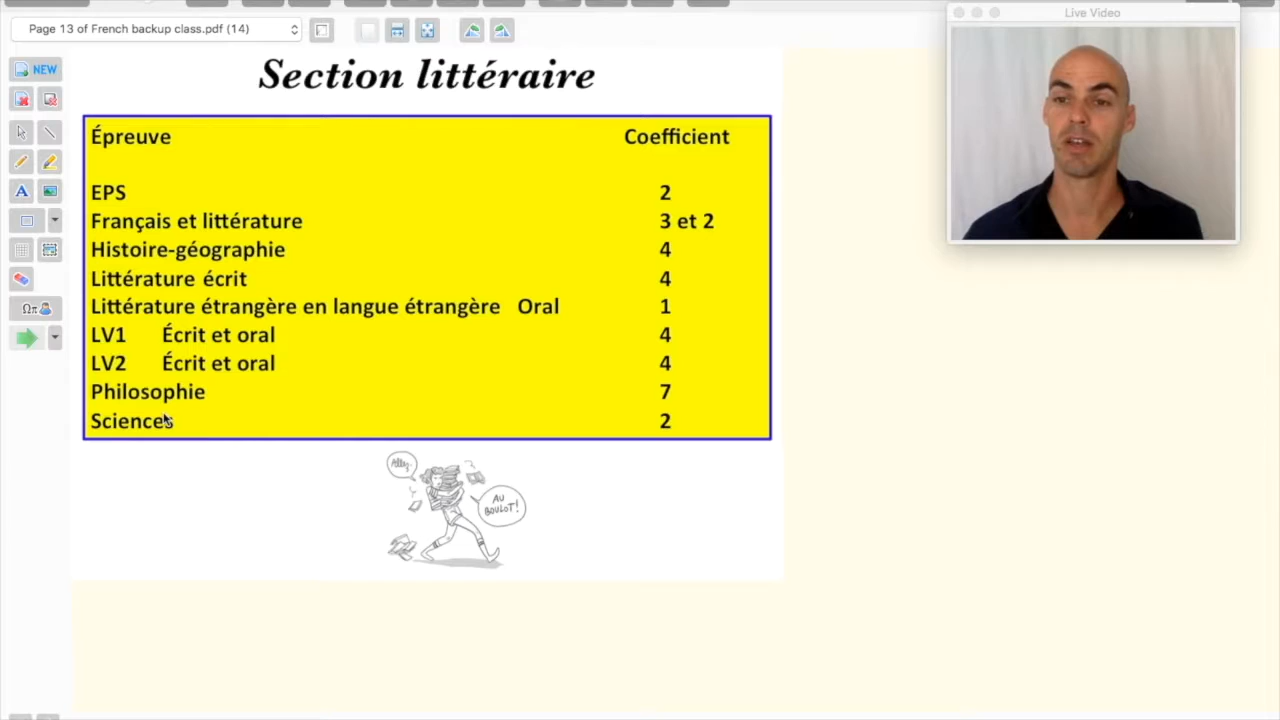 Live Video
Page 13 of French backup class.pdf (14)
NEW
Section littéraire
Épreuve Coefficient
EPS 2
Français et littérature 3 et 2
Histoire-géographie 4
Littérature écrit 4
Littérature étrangère en langue étrangère Oral 1
LV1 Écrit et oral 4
LV2 Écrit et oral 4
Philosophie 7
Sciences 2
A
Ωπ
Allez.
AU
BOULOT!